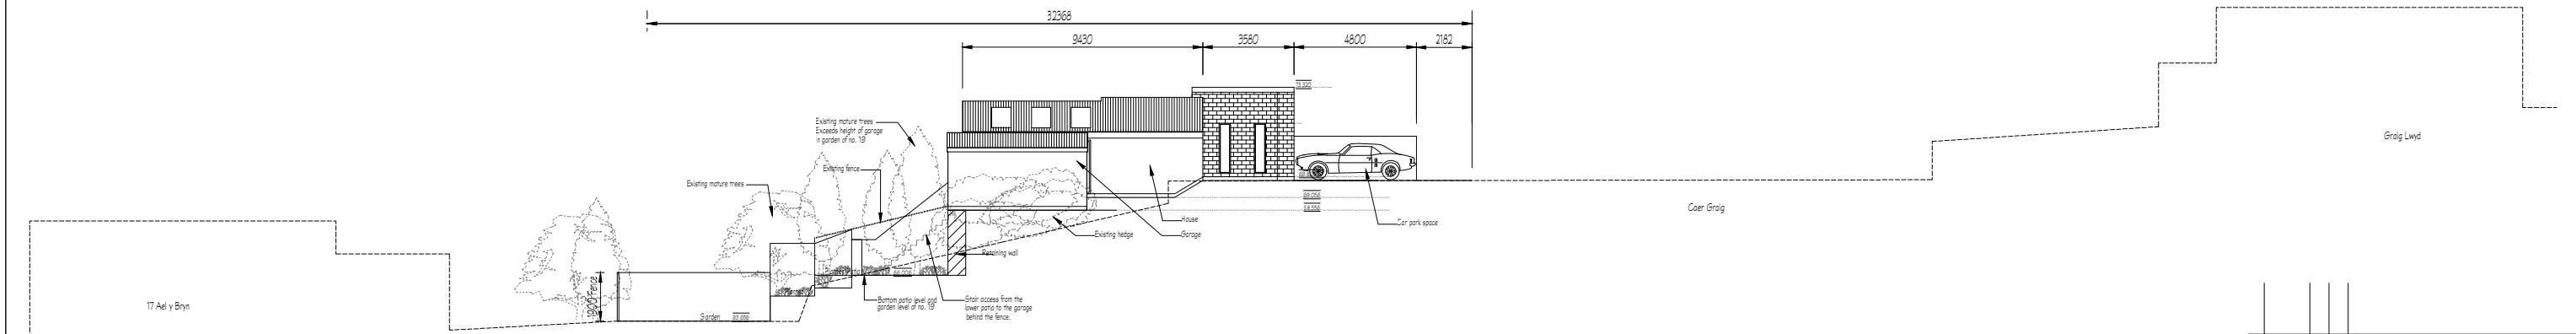 32368
9430
3580
4800
2182
Existing mature trees
Exceeds height of garage
in garden of no. 19
Existing fence
Existing mature trees
Graig Lwyd
Caer Graig
House
Car park space
Existing hedge
Garage
Retaining wall
1900 Fence
17 Ael y Bryn
Garden
Bottom patio level and
garden level of no. 19
Stair access from the
lower patio to the garage
behind the fence.